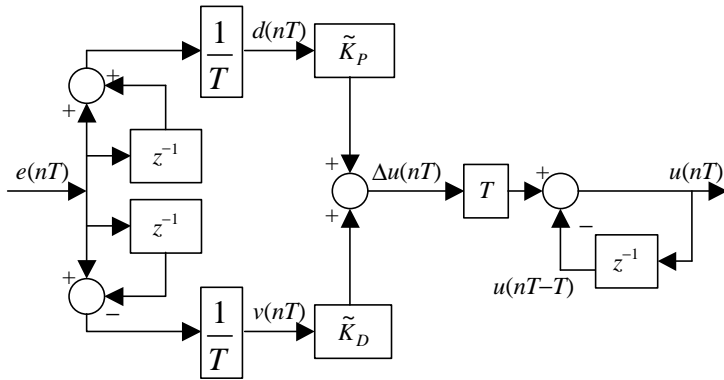 1
T
d(nT)
K̃_P
+
+
z⁻¹
+
e(nT)
Δu(nT)
T
+
u(nT)
z⁻¹
+
−
z⁻¹
u(nT−T)
+
−
1
T
v(nT)
K̃_D